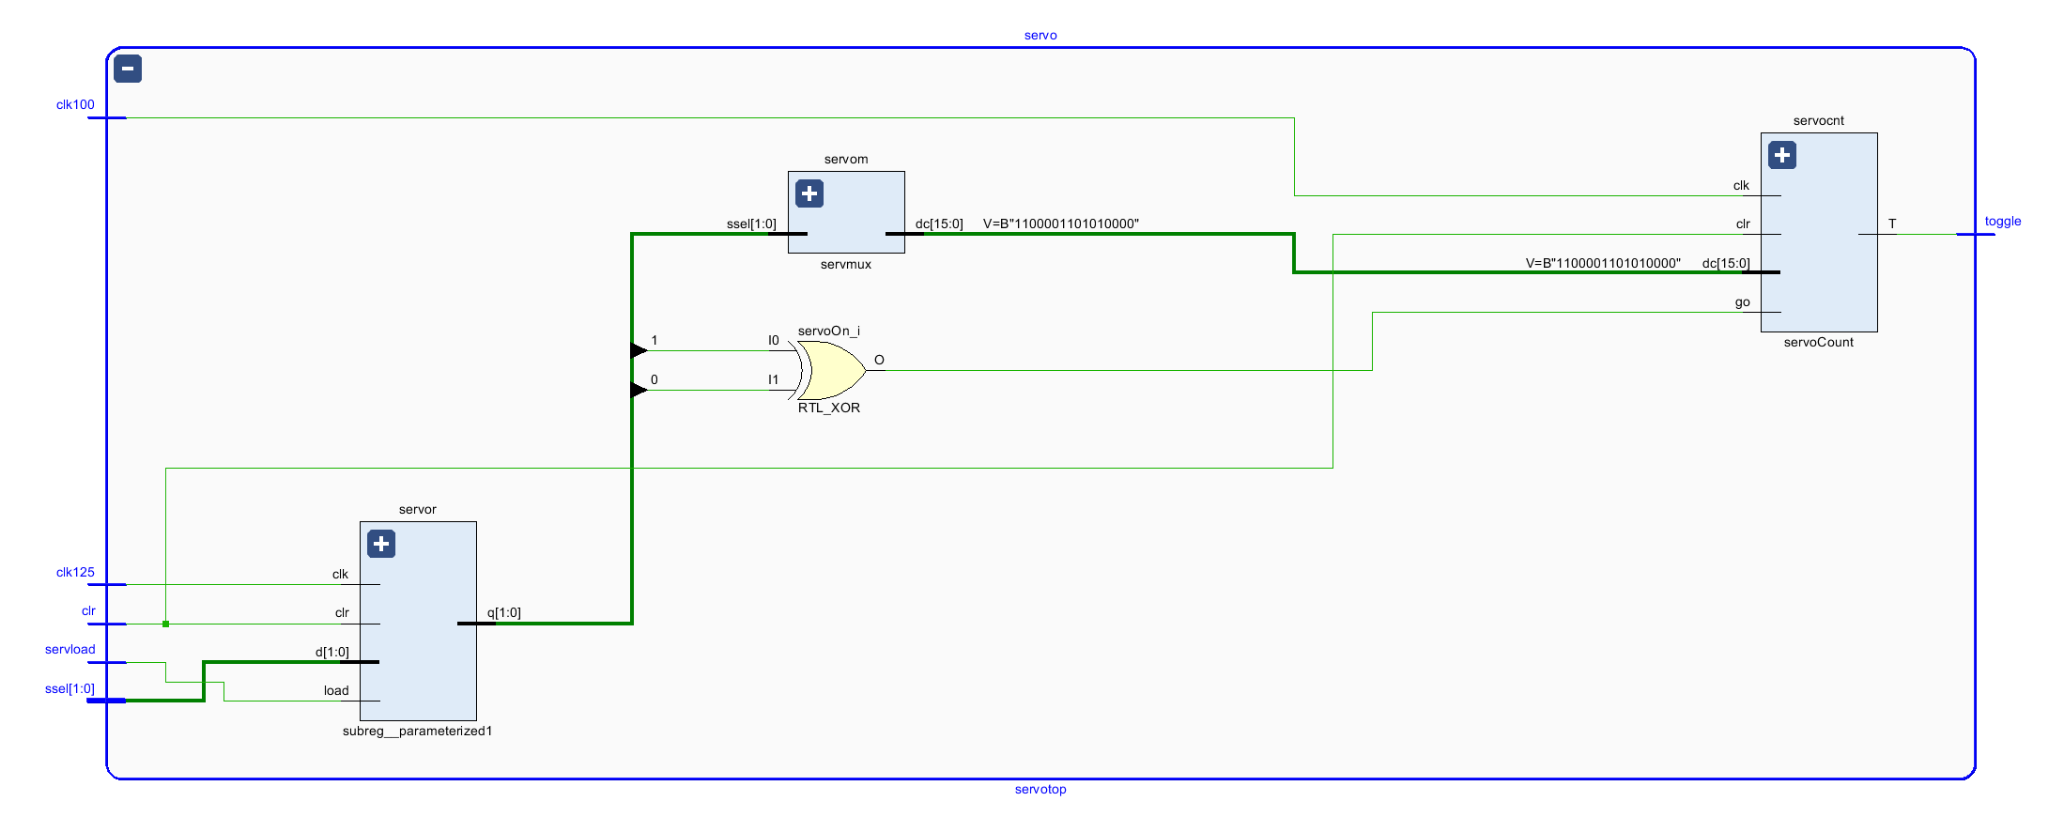 servo
clk100
servocnt
servom
clk
ssel[1:0]
dc[15:0]
V=B"1100001101010000"
clr
T
toggle
servmux
V=B"1100001101010000"
dc[15:0]
go
servoOn_i
1
I0
servoCount
O
0
I1
RTL_XOR
servor
clk125
clk
clr
clr
q[1:0]
servload
d[1:0]
ssel[1:0]
load
subreg__parameterized1
servotop